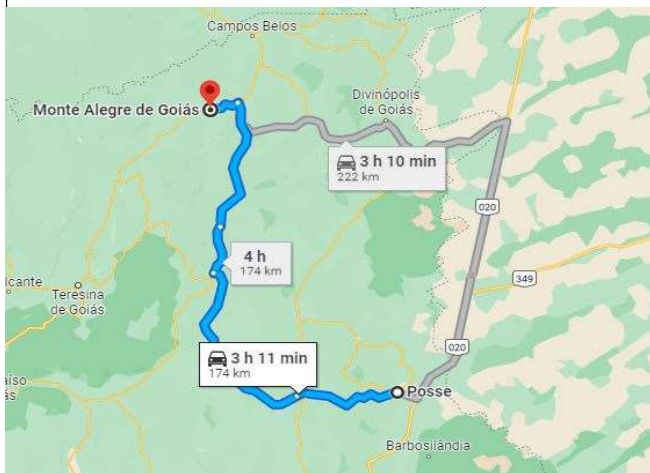 Campos Belos
Monte Alegre de Goiás
Divinópolis
de Goiás
3 h 10 min
222 km
020
4 h
174 km
349
Teresina
de Goiás
020
3 h 11 min
174 km
Posse
Barbosilândia